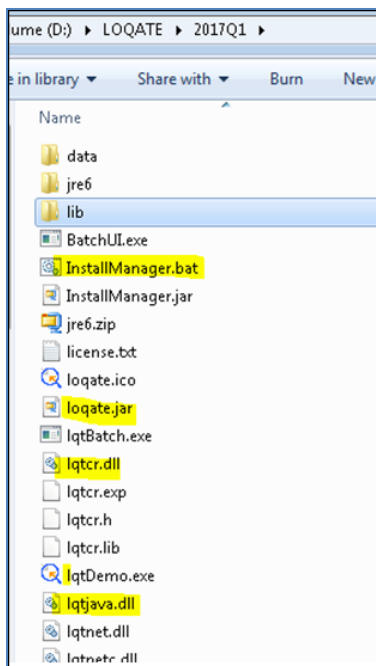 ume (D:) ▸ LOQATE ▸ 2017Q1 ▸
e in library ▾ Share with ▾ Burn New
Name
data
jre6
lib
BatchUI.exe
InstallManager.bat
InstallManager.jar
jre6.zip
license.txt
loqate.ico
loqate.jar
lqtBatch.exe
lqtcr.dll
lqtcr.exp
lqtcr.h
lqtcr.lib
lqtDemo.exe
lqtjava.dll
lqtnet.dll
lqtnetc.dll